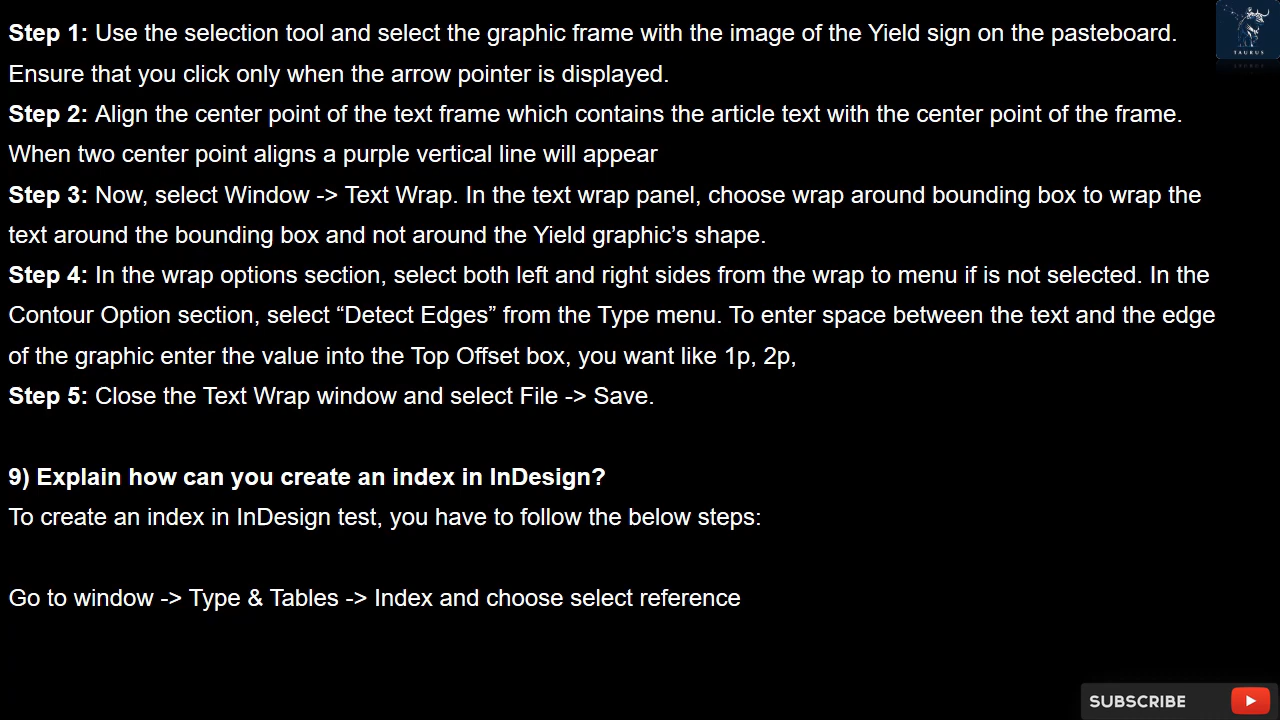 Step 1: Use the selection tool and select the graphic frame with the image of the Yield sign on the pasteboard.
Ensure that you click only when the arrow pointer is displayed.
Step 2: Align the center point of the text frame which contains the article text with the center point of the frame.
When two center point aligns a purple vertical line will appear
Step 3: Now, select Window -> Text Wrap. In the text wrap panel, choose wrap around bounding box to wrap the
text around the bounding box and not around the Yield graphic’s shape.
Step 4: In the wrap options section, select both left and right sides from the wrap to menu if is not selected. In the
Contour Option section, select “Detect Edges” from the Type menu. To enter space between the text and the edge
of the graphic enter the value into the Top Offset box, you want like 1p, 2p,
Step 5: Close the Text Wrap window and select File -> Save.
9) Explain how can you create an index in InDesign?
To create an index in InDesign test, you have to follow the below steps:
Go to window -> Type & Tables -> Index and choose select reference
TAURUS
SUBSCRIBE